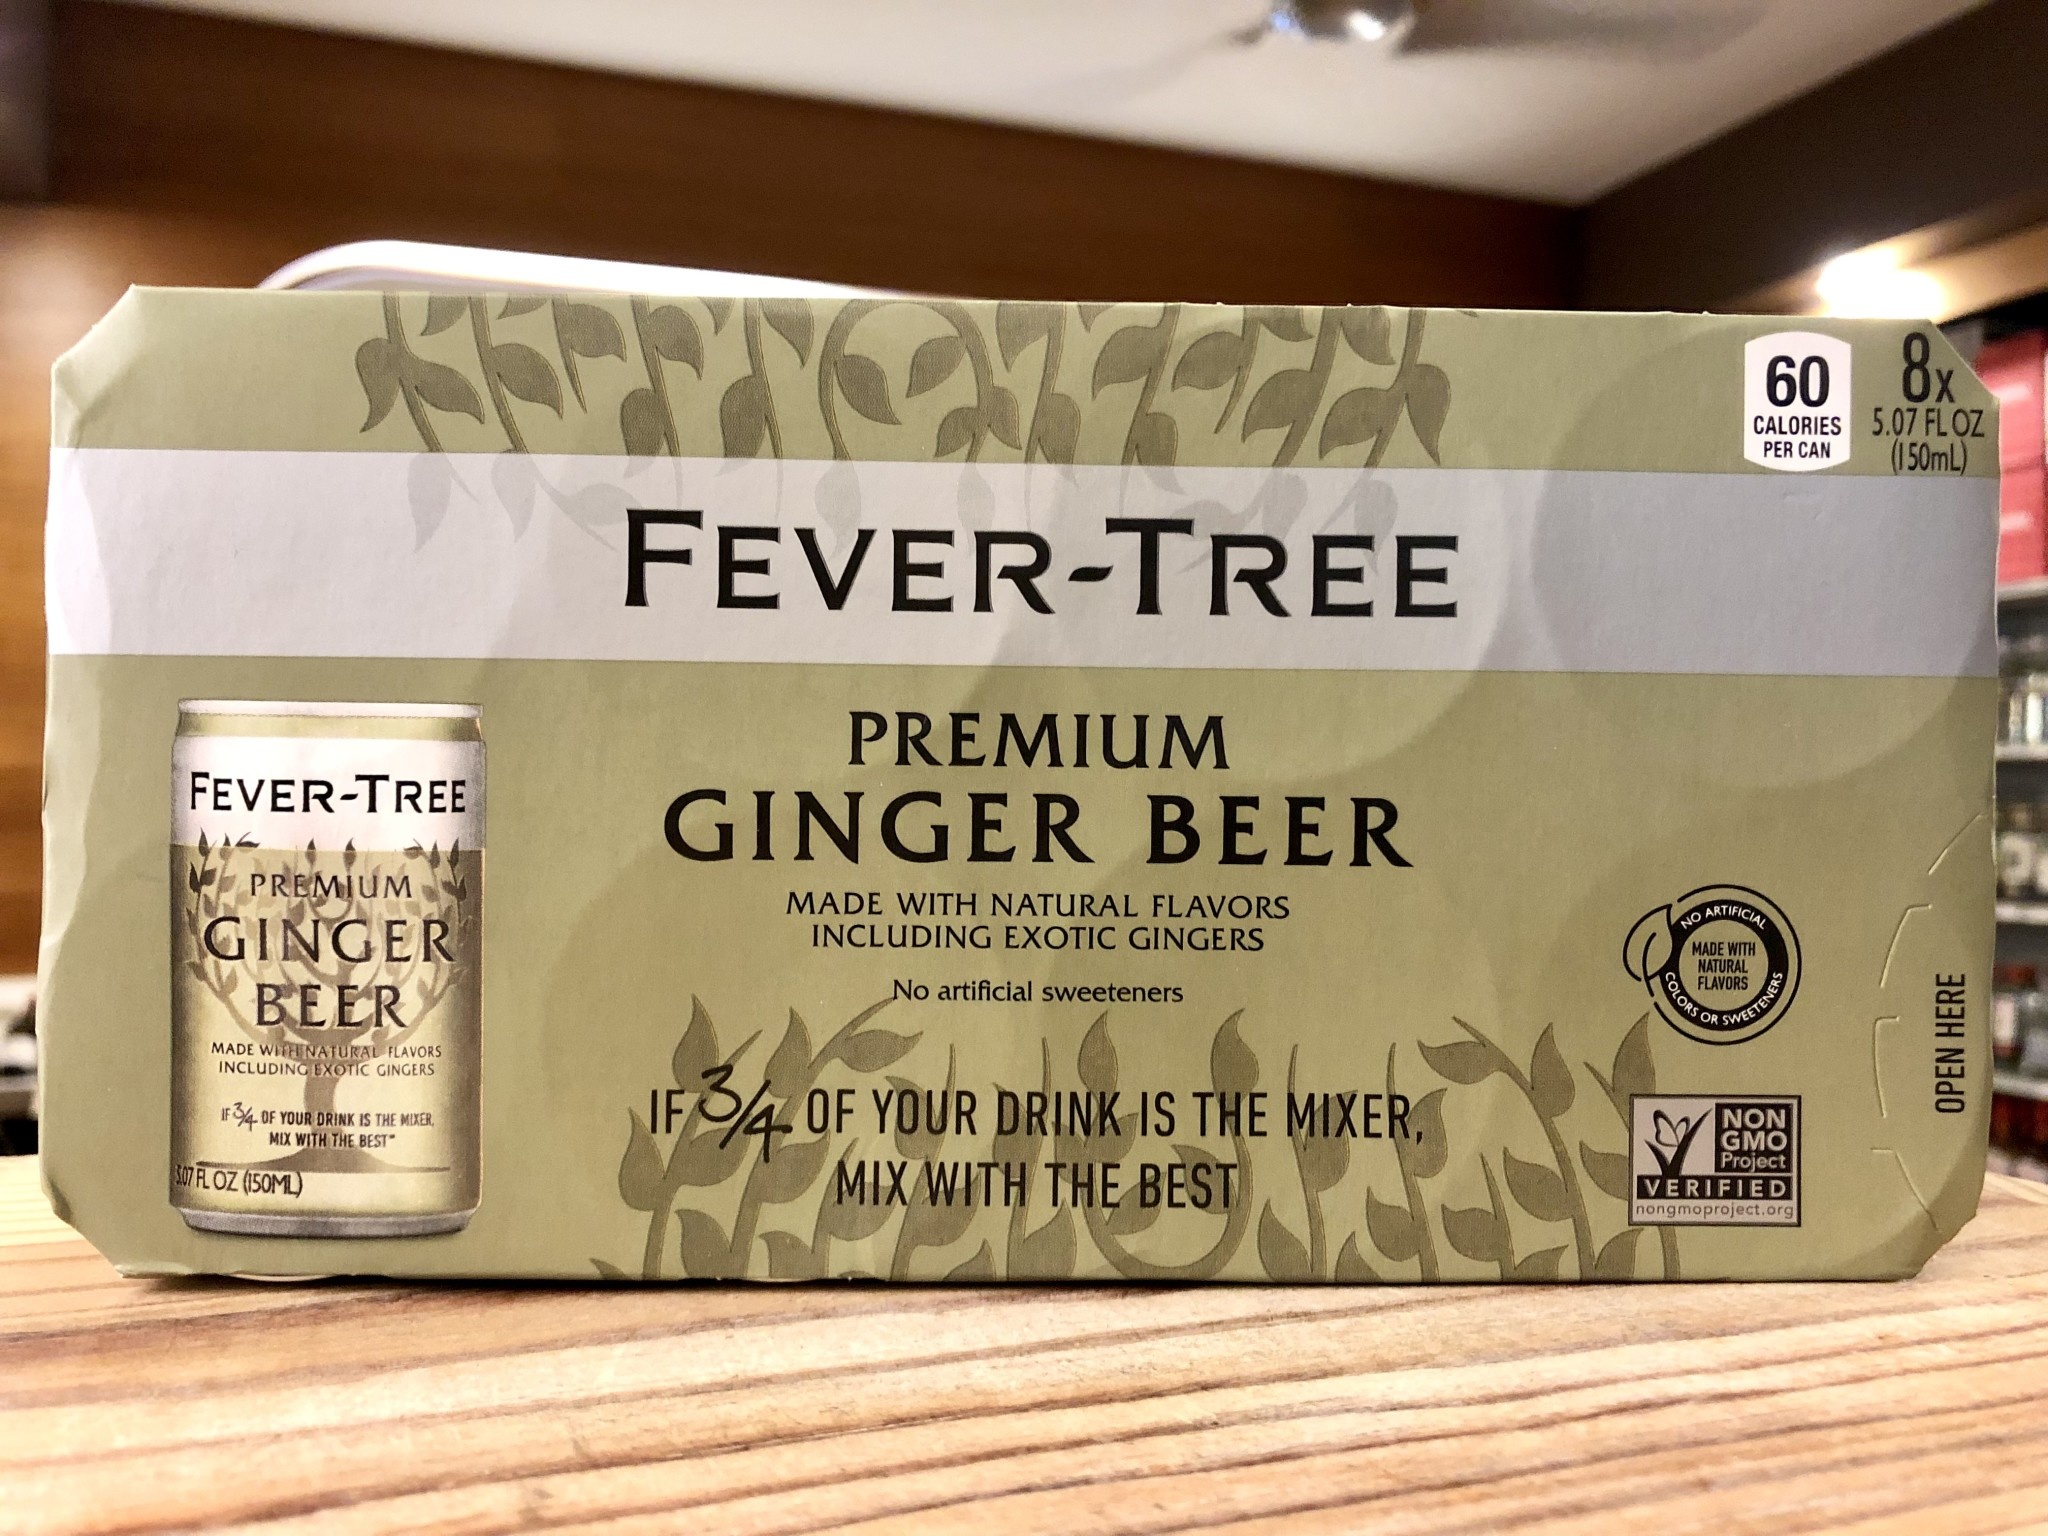 60
CALORIES
PER CAN
8x
5.07 FL OZ
(150mL)
FEVER-TREE
PREMIUM
GINGER BEER
MADE WITH NATURAL FLAVORS
INCLUDING EXOTIC GINGERS
No artificial sweeteners
IF 3/4 OF YOUR DRINK IS THE MIXER,
MIX WITH THE BEST
FEVER-TREE
PREMIUM
GINGER
BEER
MADE WITH NATURAL FLAVORS
INCLUDING EXOTIC GINGERS
IF 3/4 OF YOUR DRINK IS THE MIXER,
MIX WITH THE BEST"
5.07 FL OZ (150ML)
NO ARTIFICIAL
COLORS OR SWEETENERS
MADE WITH
NATURAL
FLAVORS
NON
GMO
Project
VERIFIED
nongmoproject.org
OPEN HERE